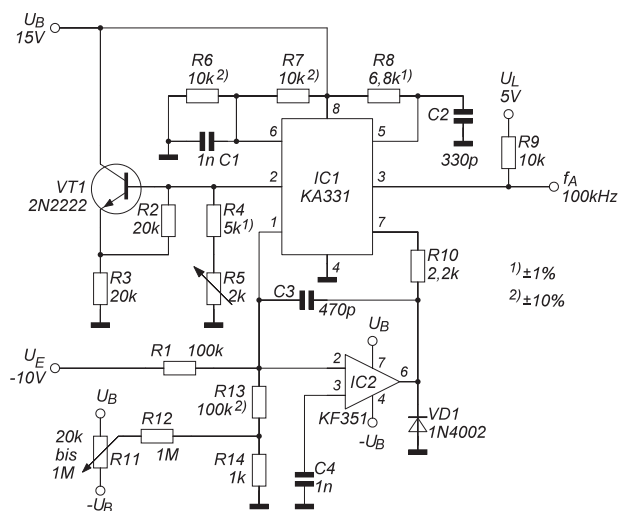 U_B
15V
R6
10k²⁾
R7
10k²⁾
R8
6,8k¹⁾
8
6
1n C1
5
C2
330p
U_L
5V
R9
10k
IC1
KA331
VT1
2N2222
2
3
f_A
100kHz
R2
20k
R4
5k¹⁾
1
7
R10
2,2k
4
R3
20k
R5
2k
C3
470p
¹⁾±1%
²⁾±10%
U_E
-10V
R1 100k
U_B
2
7
6
3
IC2
4
KF351
-U_B
R13
100k²⁾
VD1
1N4002
U_B
20k
bis
1M
R11
R12
1M
R14
1k
C4
1n
-U_B